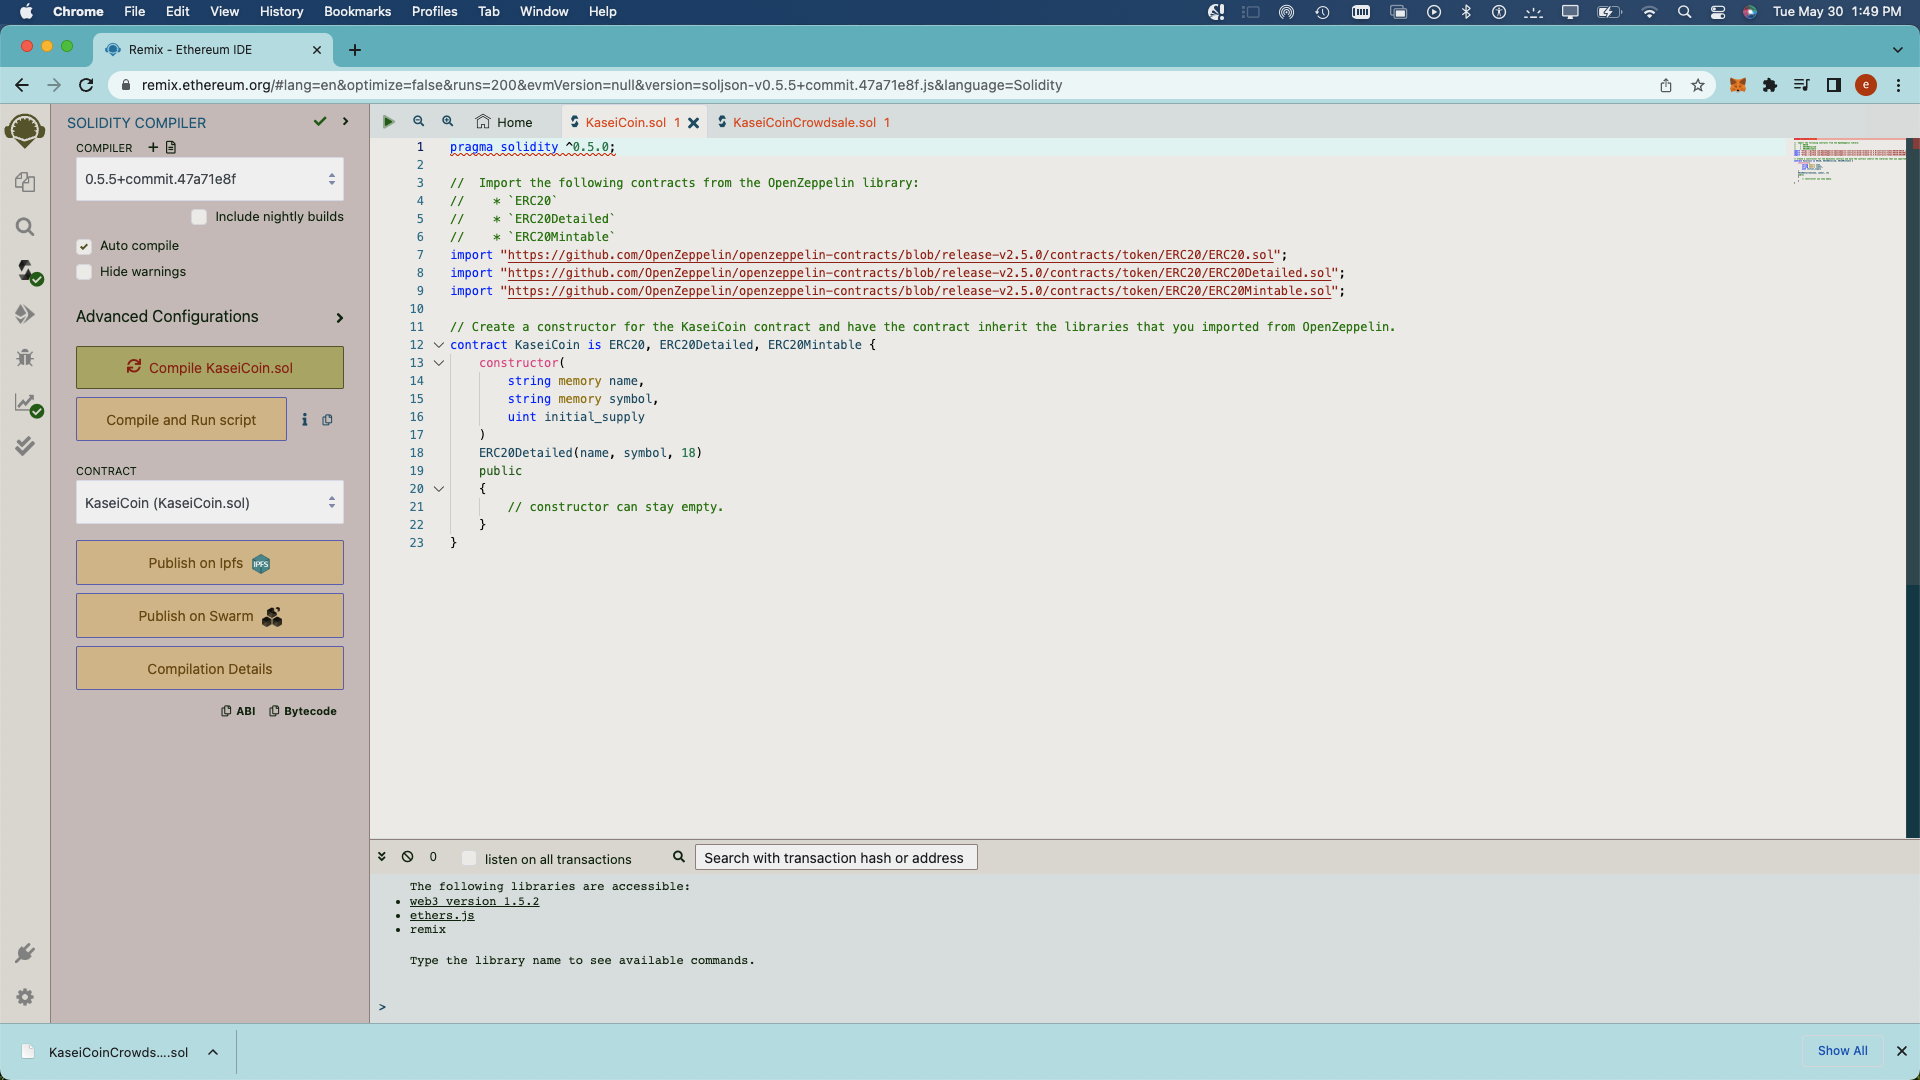 Chrome File Edit View History Bookmarks Profiles Tab Window Help Tue May 30 1:49 PM
Remix - Ethereum IDE
remix.ethereum.org/#lang=en&optimize=false&runs=200&evmVersion=null&version=soljson-v0.5.5+commit.47a71e8f.js&language=Solidity
e
SOLIDITY COMPILER
COMPILER
0.5.5+commit.47a71e8f
Include nightly builds
Auto compile
Hide warnings
Advanced Configurations
Compile KaseiCoin.sol
Compile and Run script
CONTRACT
KaseiCoin (KaseiCoin.sol)
Publish on Ipfs IPFS
Publish on Swarm
Compilation Details
ABI Bytecode
Home KaseiCoin.sol 1 KaseiCoinCrowdsale.sol 1
1 pragma solidity ^0.5.0;
2
3 //  Import the following contracts from the OpenZeppelin library:
4 //    * `ERC20`
5 //    * `ERC20Detailed`
6 //    * `ERC20Mintable`
7 import "https://github.com/OpenZeppelin/openzeppelin-contracts/blob/release-v2.5.0/contracts/token/ERC20/ERC20.sol";
8 import "https://github.com/OpenZeppelin/openzeppelin-contracts/blob/release-v2.5.0/contracts/token/ERC20/ERC20Detailed.sol";
9 import "https://github.com/OpenZeppelin/openzeppelin-contracts/blob/release-v2.5.0/contracts/token/ERC20/ERC20Mintable.sol";
10
11 // Create a constructor for the KaseiCoin contract and have the contract inherit the libraries that you imported from OpenZeppelin.
12 contract KaseiCoin is ERC20, ERC20Detailed, ERC20Mintable {
13     constructor(
14         string memory name,
15         string memory symbol,
16         uint initial_supply
17     )
18     ERC20Detailed(name, symbol, 18)
19     public
20     {
21         // constructor can stay empty.
22     }
23 }
0 listen on all transactions Search with transaction hash or address
The following libraries are accessible:
• web3 version 1.5.2
• ethers.js
• remix
Type the library name to see available commands.
>
KaseiCoinCrowds....sol Show All